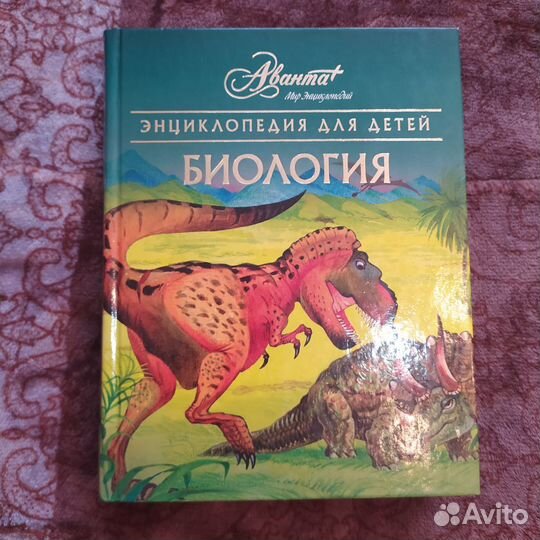 Аванта+
Мир Энциклопедий
ЭНЦИКЛОПЕДИЯ ДЛЯ ДЕТЕЙ
БИОЛОГИЯ
Avito